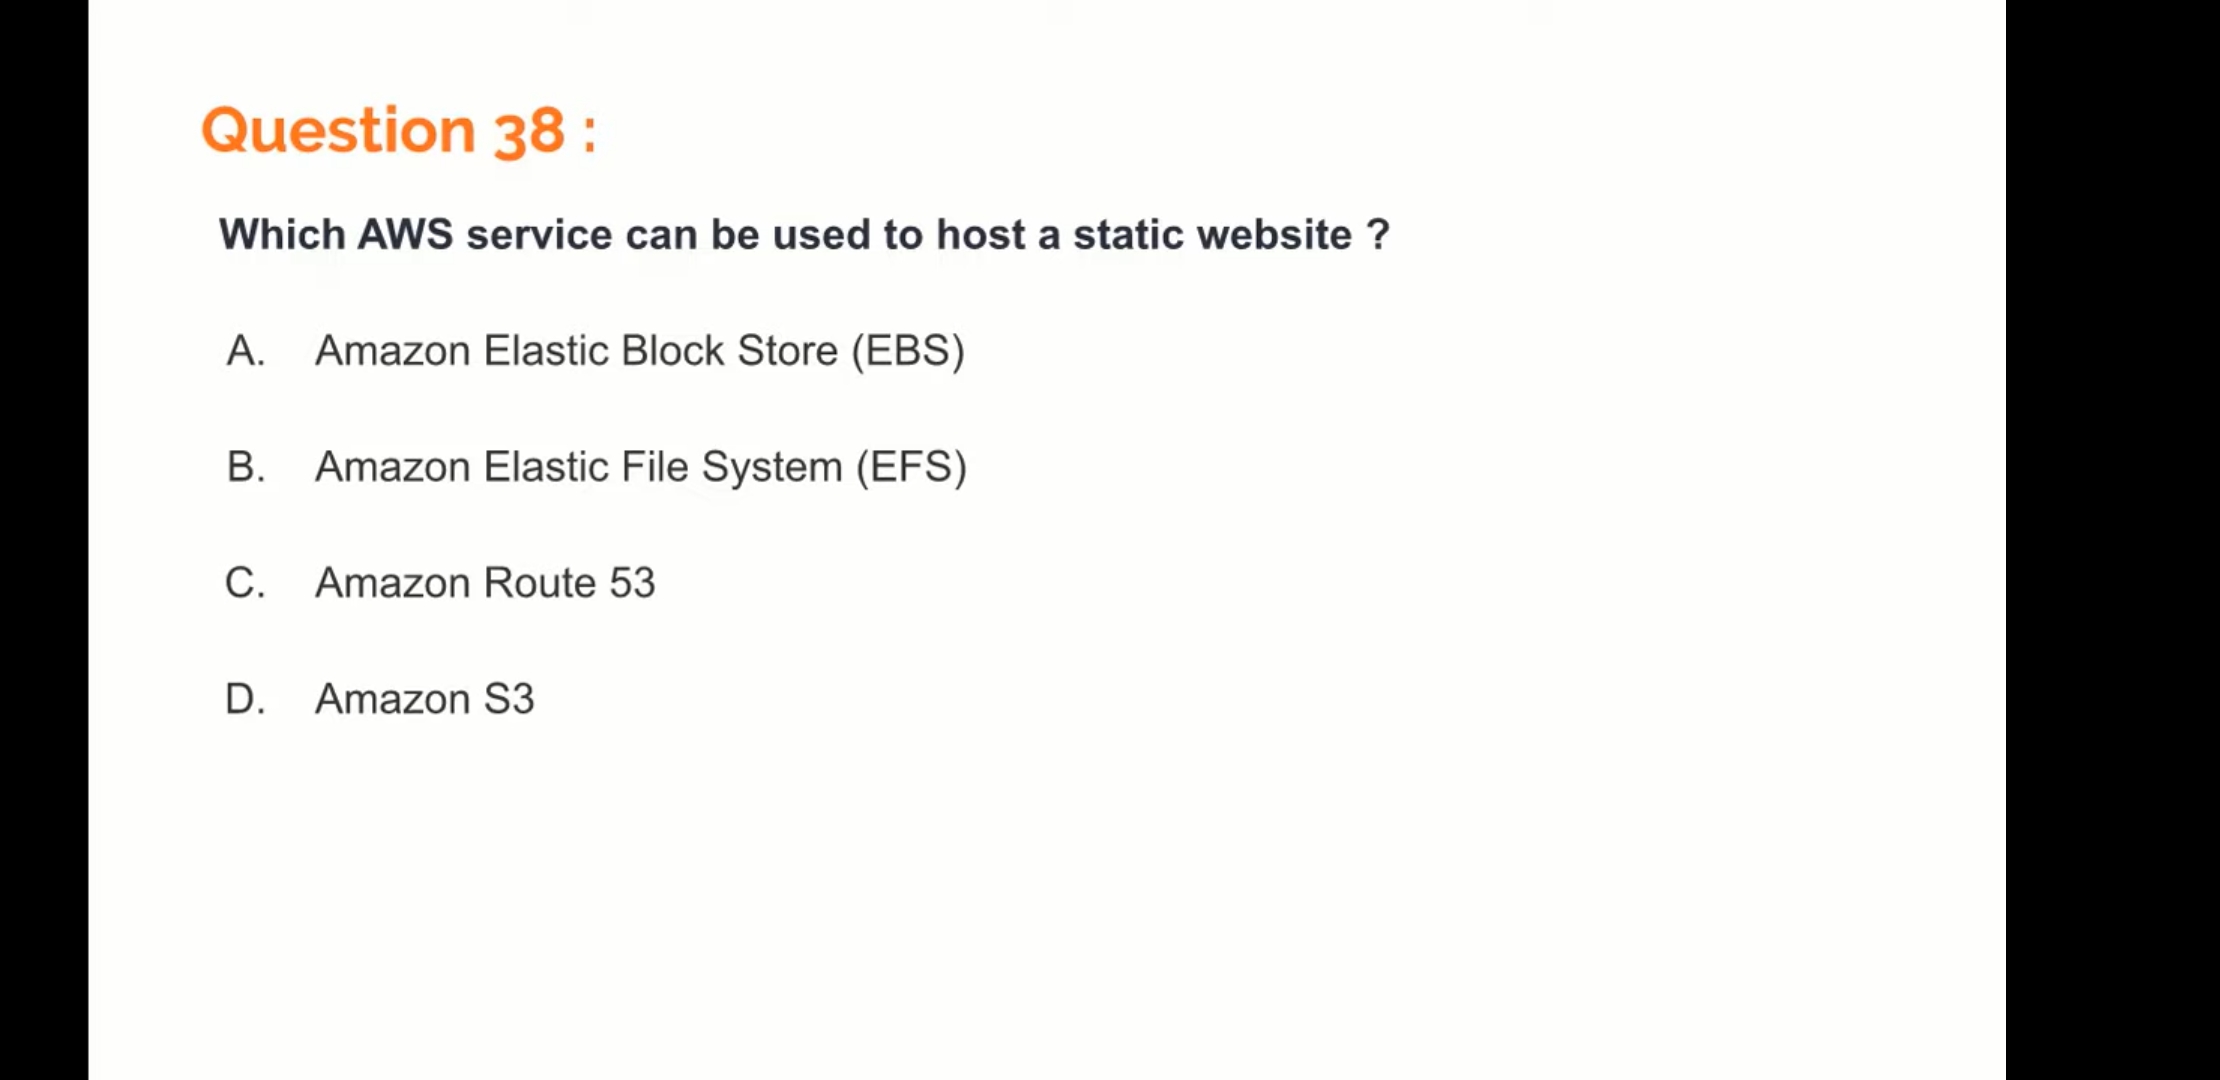 Question 38 :
Which AWS service can be used to host a static website ?
A. Amazon Elastic Block Store (EBS)
B. Amazon Elastic File System (EFS)
C. Amazon Route 53
D. Amazon S3